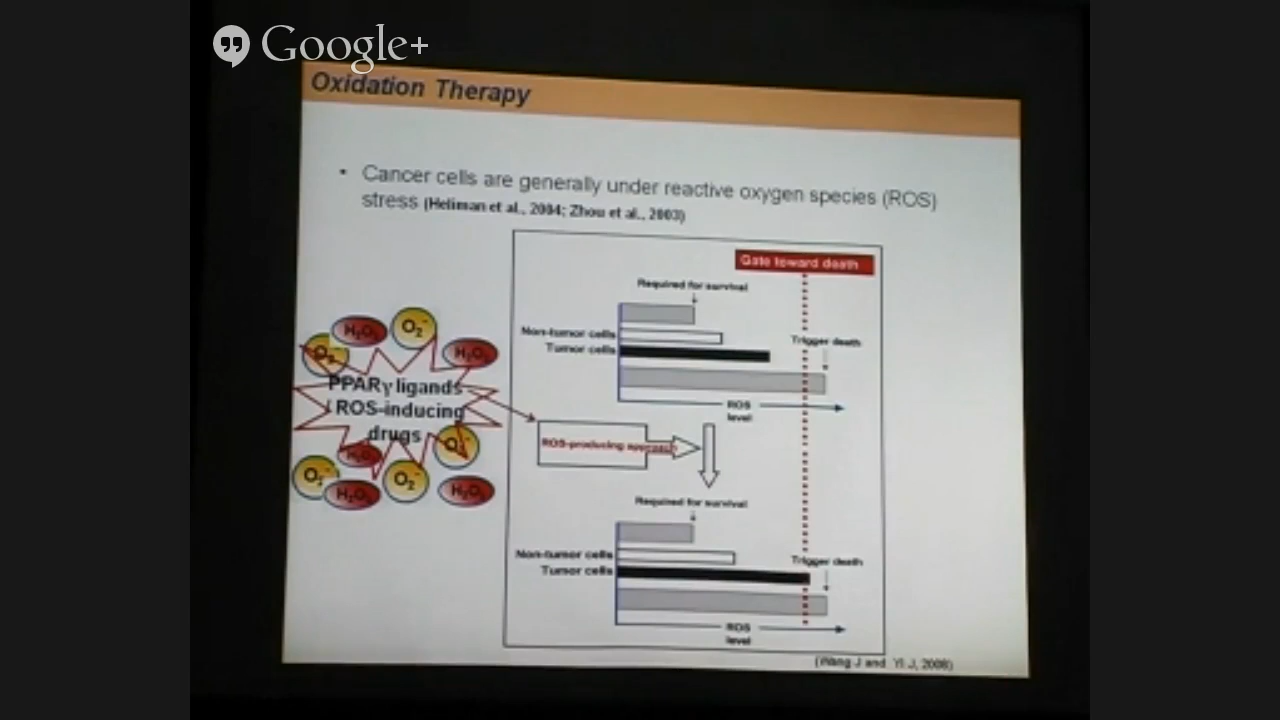 Google+
Oxidation Therapy
• Cancer cells are generally under reactive oxygen species (ROS)
stress (Heliman et al., 2004; Zhou et al., 2003)
Gate toward death
Required for survival
Non-tumor cells
Tumor cells
Trigger death
ROS
level
O₂⁻
H₂O₂
O₂⁻
H₂O₂
PPARγ ligands
/ ROS-inducing
drugs
H₂O₂
O₂⁻
O₂⁻
H₂O₂
O₂⁻
H₂O₂
ROS-producing
Required for survival
Non-tumor cells
Tumor cells
Trigger death
ROS
level
(Wang J and Yi J, 2008)